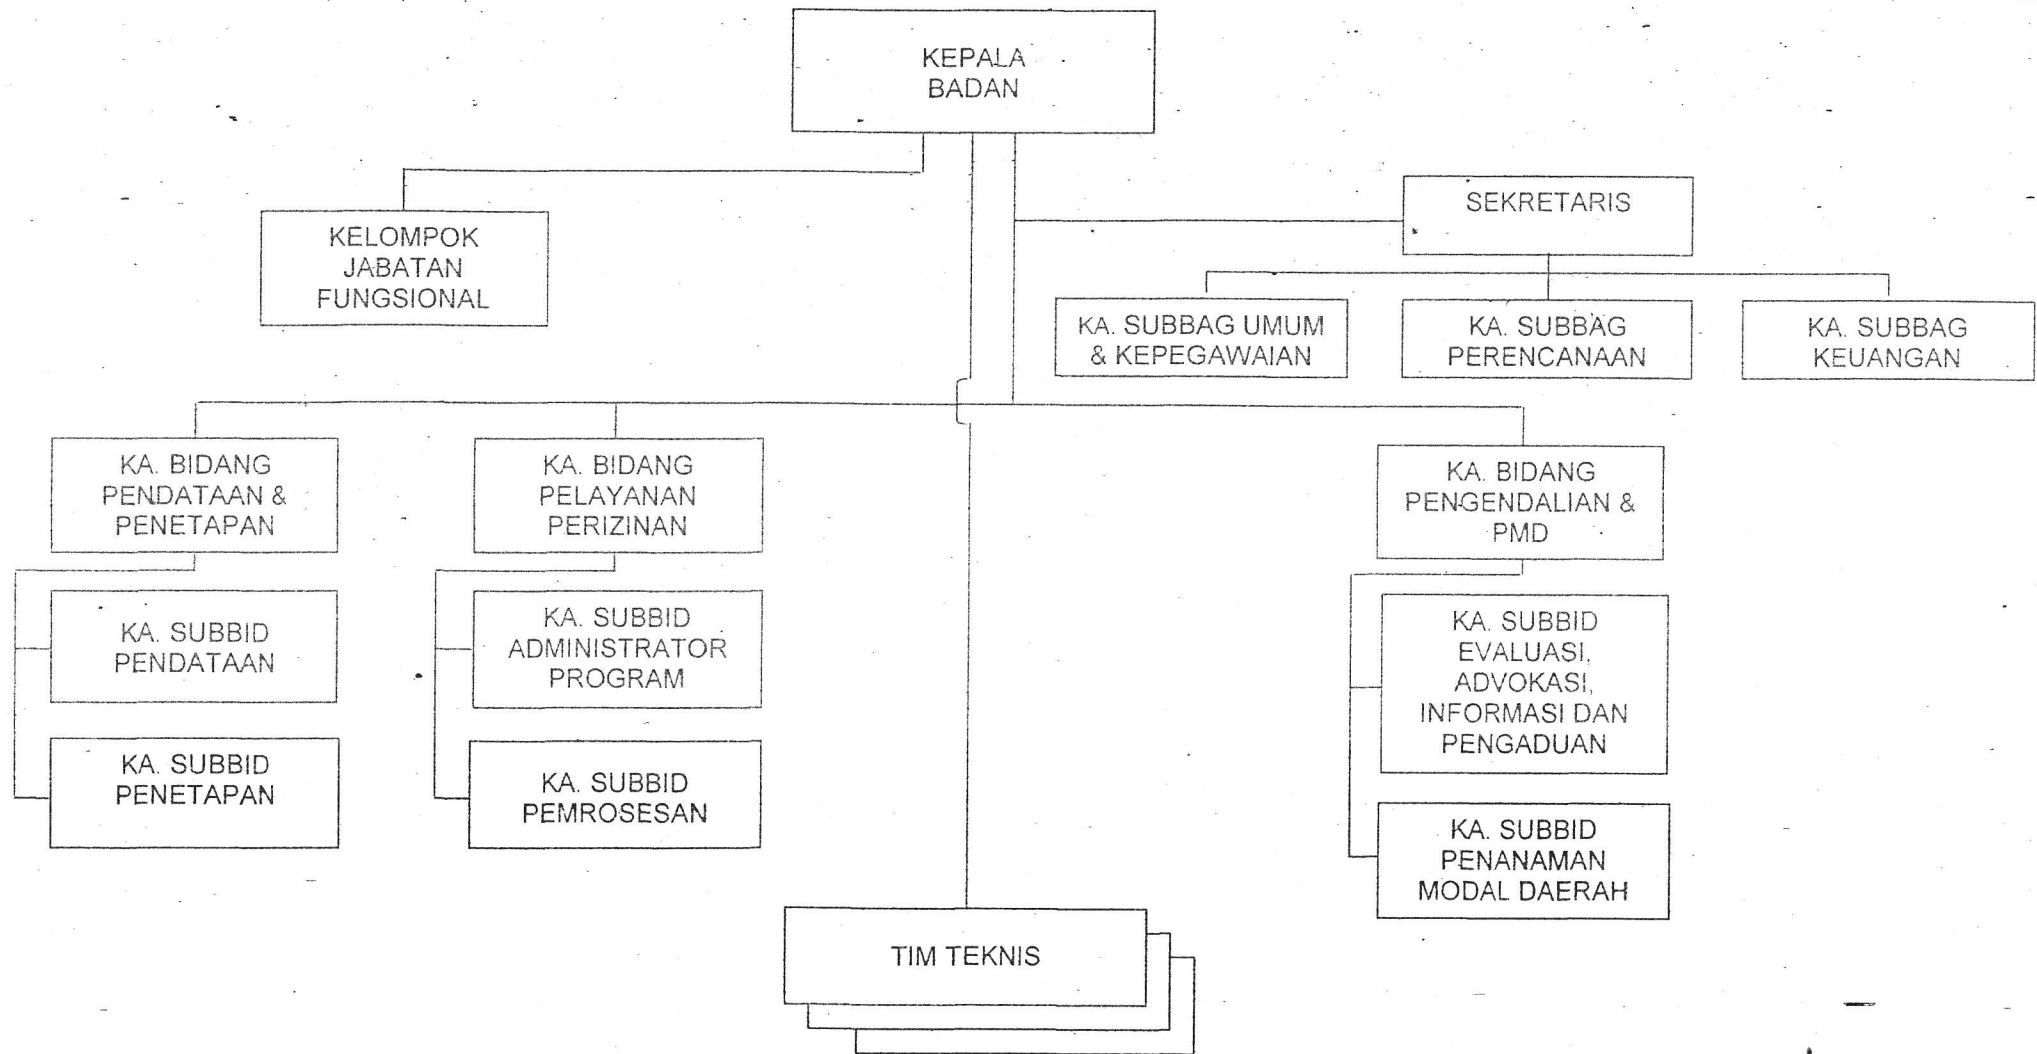 KEPALA
BADAN
SEKRETARIS
KELOMPOK
JABATAN
FUNGSIONAL
KA. SUBBAG UMUM
& KEPEGAWAIAN
KA. SUBBAG
PERENCANAAN
KA. SUBBAG
KEUANGAN
KA. BIDANG
PENDATAAN &
PENETAPAN
KA. BIDANG
PELAYANAN
PERIZINAN
KA. BIDANG
PENGENDALIAN &
PMD
KA. SUBBID
PENDATAAN
KA. SUBBID
ADMINISTRATOR
PROGRAM
KA. SUBBID
EVALUASI,
ADVOKASI,
INFORMASI DAN
PENGADUAN
KA. SUBBID
PENETAPAN
KA. SUBBID
PEMROSESAN
KA. SUBBID
PENANAMAN
MODAL DAERAH
TIM TEKNIS